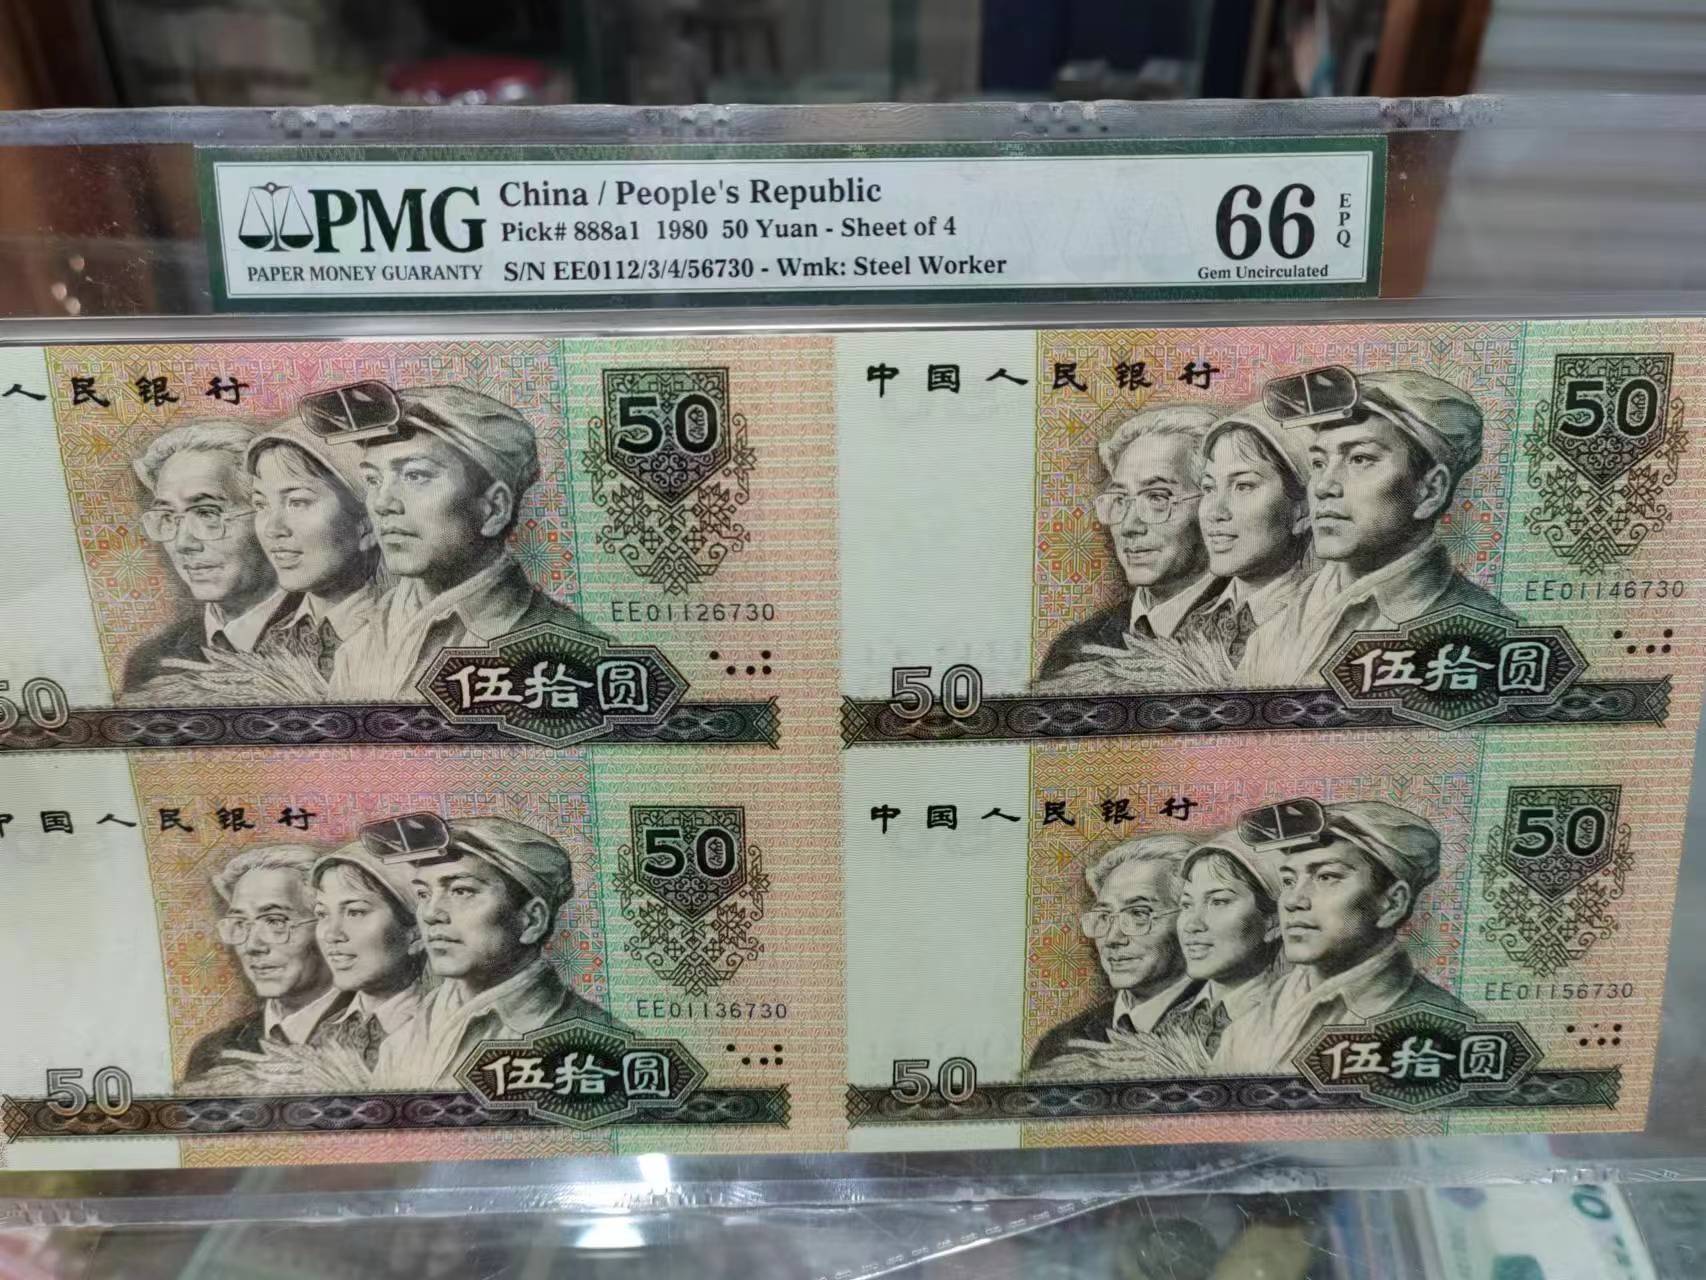 PMG
PAPER MONEY GUARANTY
China / People's Republic
Pick# 888a1 1980 50 Yuan - Sheet of 4
S/N EE0112/3/4/56730 - Wmk: Steel Worker
66 EPQ
Gem Uncirculated
人民银行
50
EE01126730
50
伍拾圆
中国人民银行
50
EE01146730
50
伍拾圆
中国人民银行
50
EE01136730
50
伍拾圆
中国人民银行
50
EE01156730
50
伍拾圆